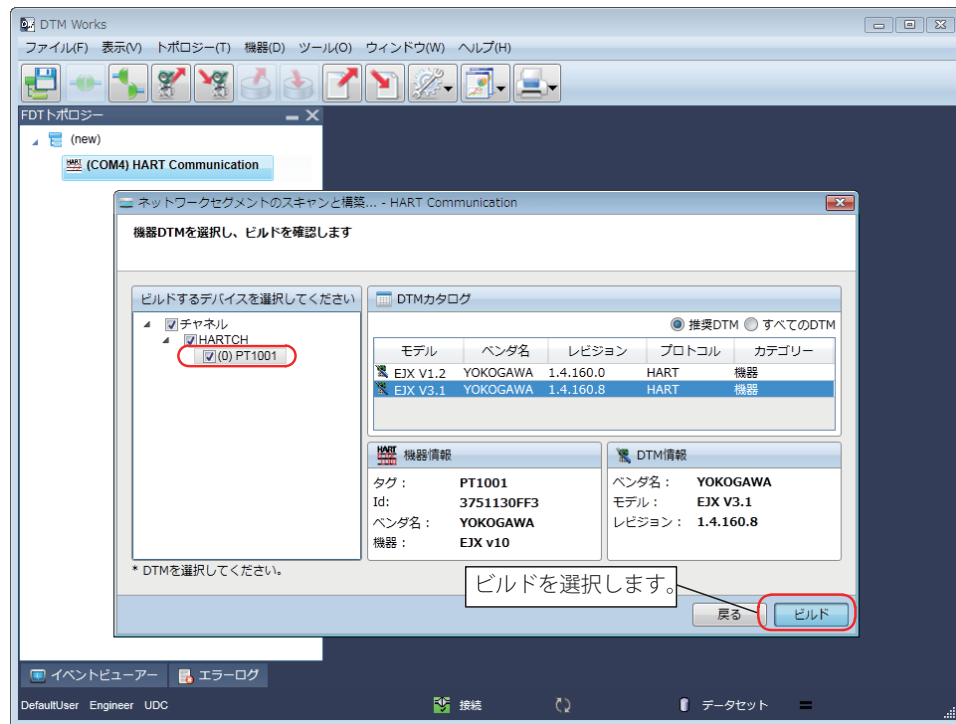 DTM Works
ファイル(F) 表示(V) トポロジー(T) 機器(D) ツール(O) ウィンドウ(W) ヘルプ(H)
FDTトポロジー
(new)
(COM4) HART Communication
ネットワークセグメントのスキャンと構築... - HART Communication
機器DTMを選択し、ビルドを確認します
ビルドするデバイスを選択してください
チャネル
HARTCH
(0) PT1001
DTMカタログ
推奨DTM すべてのDTM
モデル ベンダ名 レビジョン プロトコル カテゴリー
EJX V1.2 YOKOGAWA 1.4.160.0 HART 機器
EJX V3.1 YOKOGAWA 1.4.160.8 HART 機器
HART 機器情報
タグ: PT1001
Id: 3751130FF3
ベンダ名: YOKOGAWA
機器: EJX v10
DTM情報
ベンダ名: YOKOGAWA
モデル: EJX V3.1
レビジョン: 1.4.160.8
* DTMを選択してください。
ビルドを選択します。
戻る ビルド
イベントビューアー エラーログ
DefaultUser Engineer UDC 接続 データセット